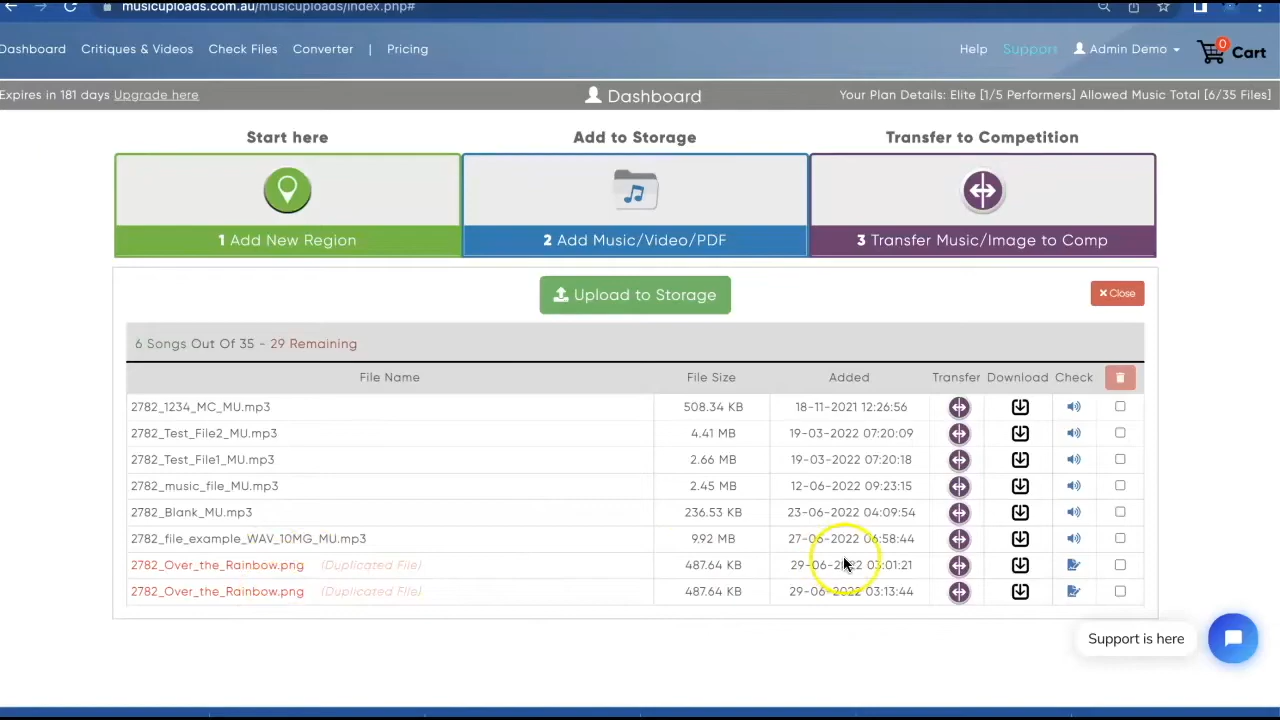 musicuploads.com.au/musicuploads/index.php#
Dashboard Critiques & Videos Check Files Converter | Pricing Help Support Admin Demo 0 Cart
Expires in 181 days Upgrade here Dashboard Your Plan Details: Elite [1/5 Performers] Allowed Music Total [6/35 Files]
Start here Add to Storage Transfer to Competition
1 Add New Region 2 Add Music/Video/PDF 3 Transfer Music/Image to Comp
Upload to Storage Close
6 Songs Out Of 35 - 29 Remaining
File Name File Size Added Transfer Download Check
2782_1234_MC_MU.mp3 508.34 KB 18-11-2021 12:26:56
2782_Test_File2_MU.mp3 4.41 MB 19-03-2022 07:20:09
2782_Test_File1_MU.mp3 2.66 MB 19-03-2022 07:20:18
2782_music_file_MU.mp3 2.45 MB 12-06-2022 09:23:15
2782_Blank_MU.mp3 236.53 KB 23-06-2022 04:09:54
2782_file_example_WAV_10MG_MU.mp3 9.92 MB 27-06-2022 06:58:44
2782_Over_the_Rainbow.png (Duplicated File) 487.64 KB 29-06-2022 03:01:21
2782_Over_the_Rainbow.png (Duplicated File) 487.64 KB 29-06-2022 03:13:44
Support is here